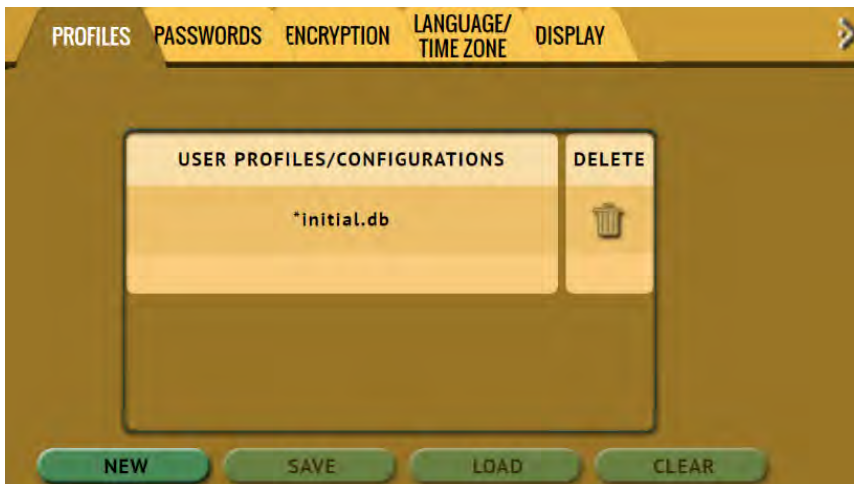 PROFILES PASSWORDS ENCRYPTION LANGUAGE/ TIME ZONE DISPLAY
USER PROFILES/CONFIGURATIONS DELETE
*initial.db
NEW SAVE LOAD CLEAR